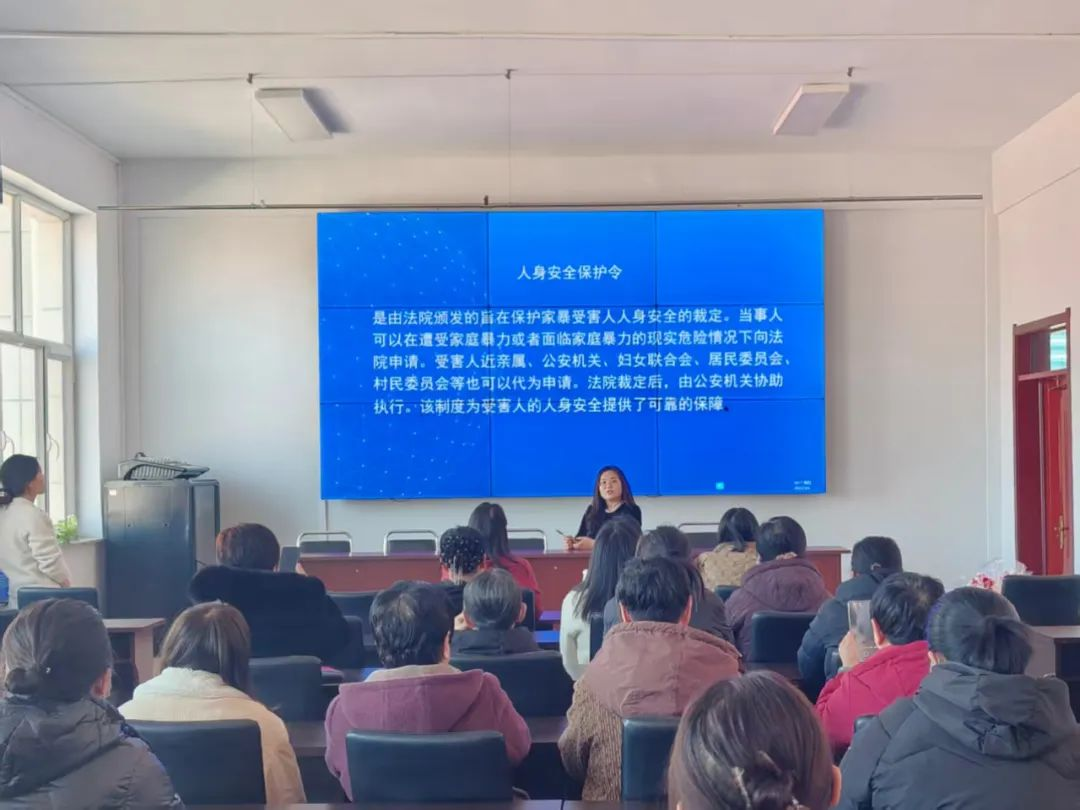 人身安全保护令
是由法院颁发的旨在保护家暴受害人人身安全的裁定。当事人
可以在遭受家庭暴力或者面临家庭暴力的现实危险情况下向法
院申请。受害人近亲属、公安机关、妇女联合会、居民委员会、
村民委员会等也可以代为申请。法院裁定后，由公安机关协助
执行。该制度为受害人的人身安全提供了可靠的保障。